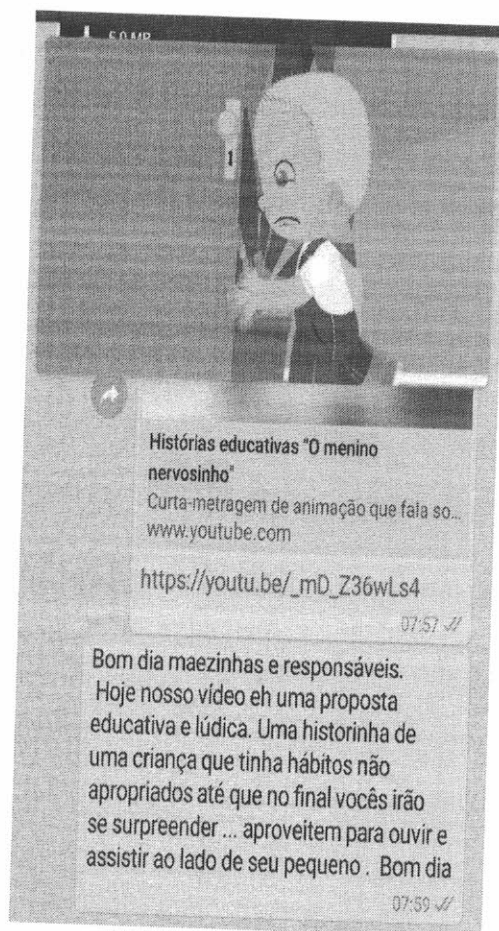 1
Histórias educativas "O menino
nervosinho"
Curta-metragem de animação que fala so...
www.youtube.com
https://youtu.be/_mD_Z36wLs4
07:57
Bom dia maezinhas e responsáveis.
Hoje nosso vídeo eh uma proposta
educativa e lúdica. Uma historinha de
uma criança que tinha hábitos não
apropriados até que no final vocês irão
se surpreender ... aproveitem para ouvir e
assistir ao lado de seu pequeno . Bom dia
07:59